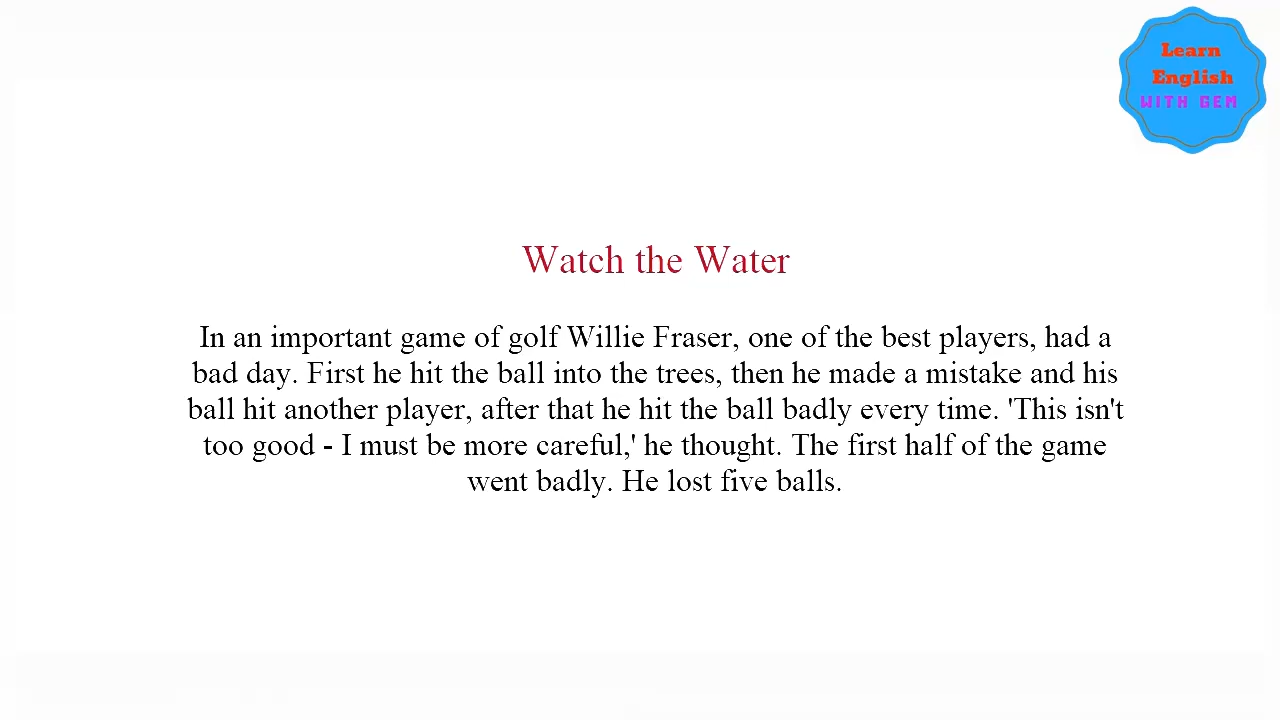 Learn
English
WITH GEM
Watch the Water
In an important game of golf Willie Fraser, one of the best players, had a
bad day. First he hit the ball into the trees, then he made a mistake and his
ball hit another player, after that he hit the ball badly every time. 'This isn't
too good - I must be more careful,' he thought. The first half of the game
went badly. He lost five balls.